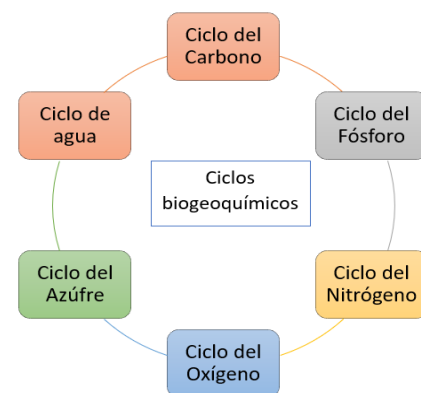 Ciclo del
Carbono
Ciclo de
agua
Ciclo del
Fósforo
Ciclos
biogeoquímicos
Ciclo del
Azúfre
Ciclo del
Nitrógeno
Ciclo del
Oxígeno